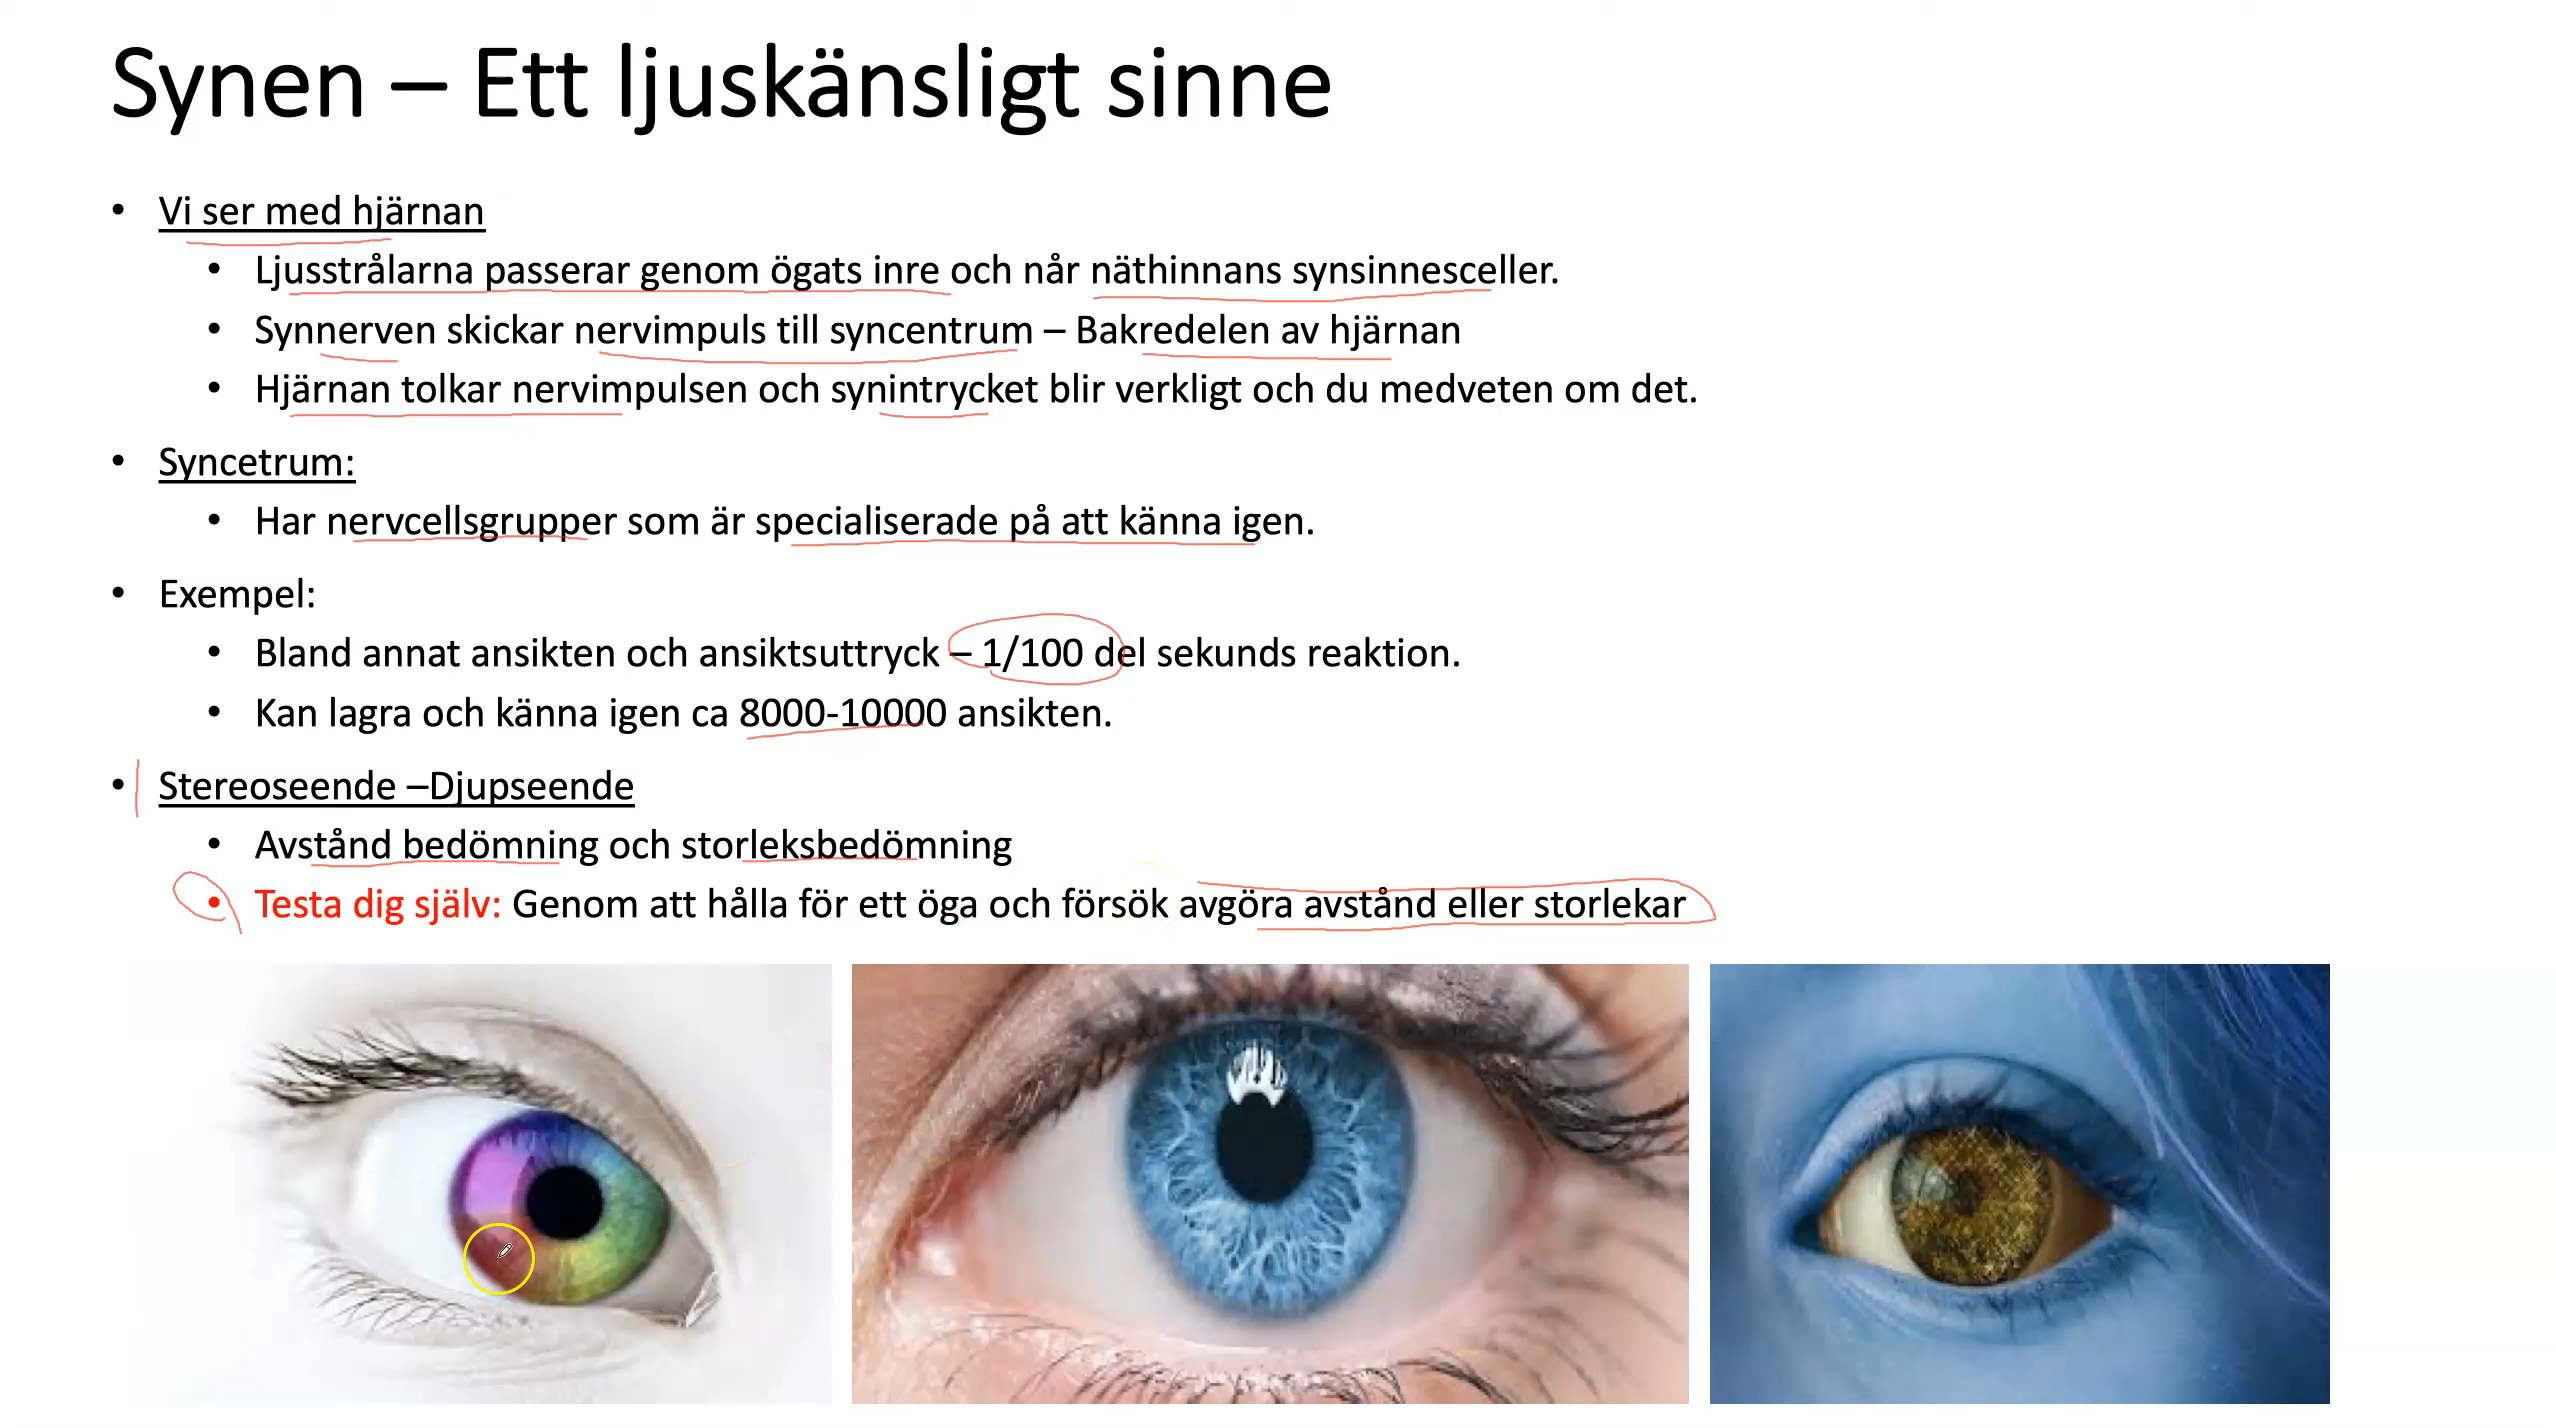 Synen – Ett ljuskänsligt sinne
• Vi ser med hjärnan
• Ljusstrålarna passerar genom ögats inre och når näthinnans synsinnesceller.
• Synnerven skickar nervimpuls till syncentrum – Bakredelen av hjärnan
• Hjärnan tolkar nervimpulsen och synintrycket blir verkligt och du medveten om det.
• Syncetrum:
• Har nervcellsgrupper som är specialiserade på att känna igen.
• Exempel:
• Bland annat ansikten och ansiktsuttryck – 1/100 del sekunds reaktion.
• Kan lagra och känna igen ca 8000-10000 ansikten.
• Stereoseende –Djupseende
• Avstånd bedömning och storleksbedömning
• Testa dig själv: Genom att hålla för ett öga och försök avgöra avstånd eller storlekar